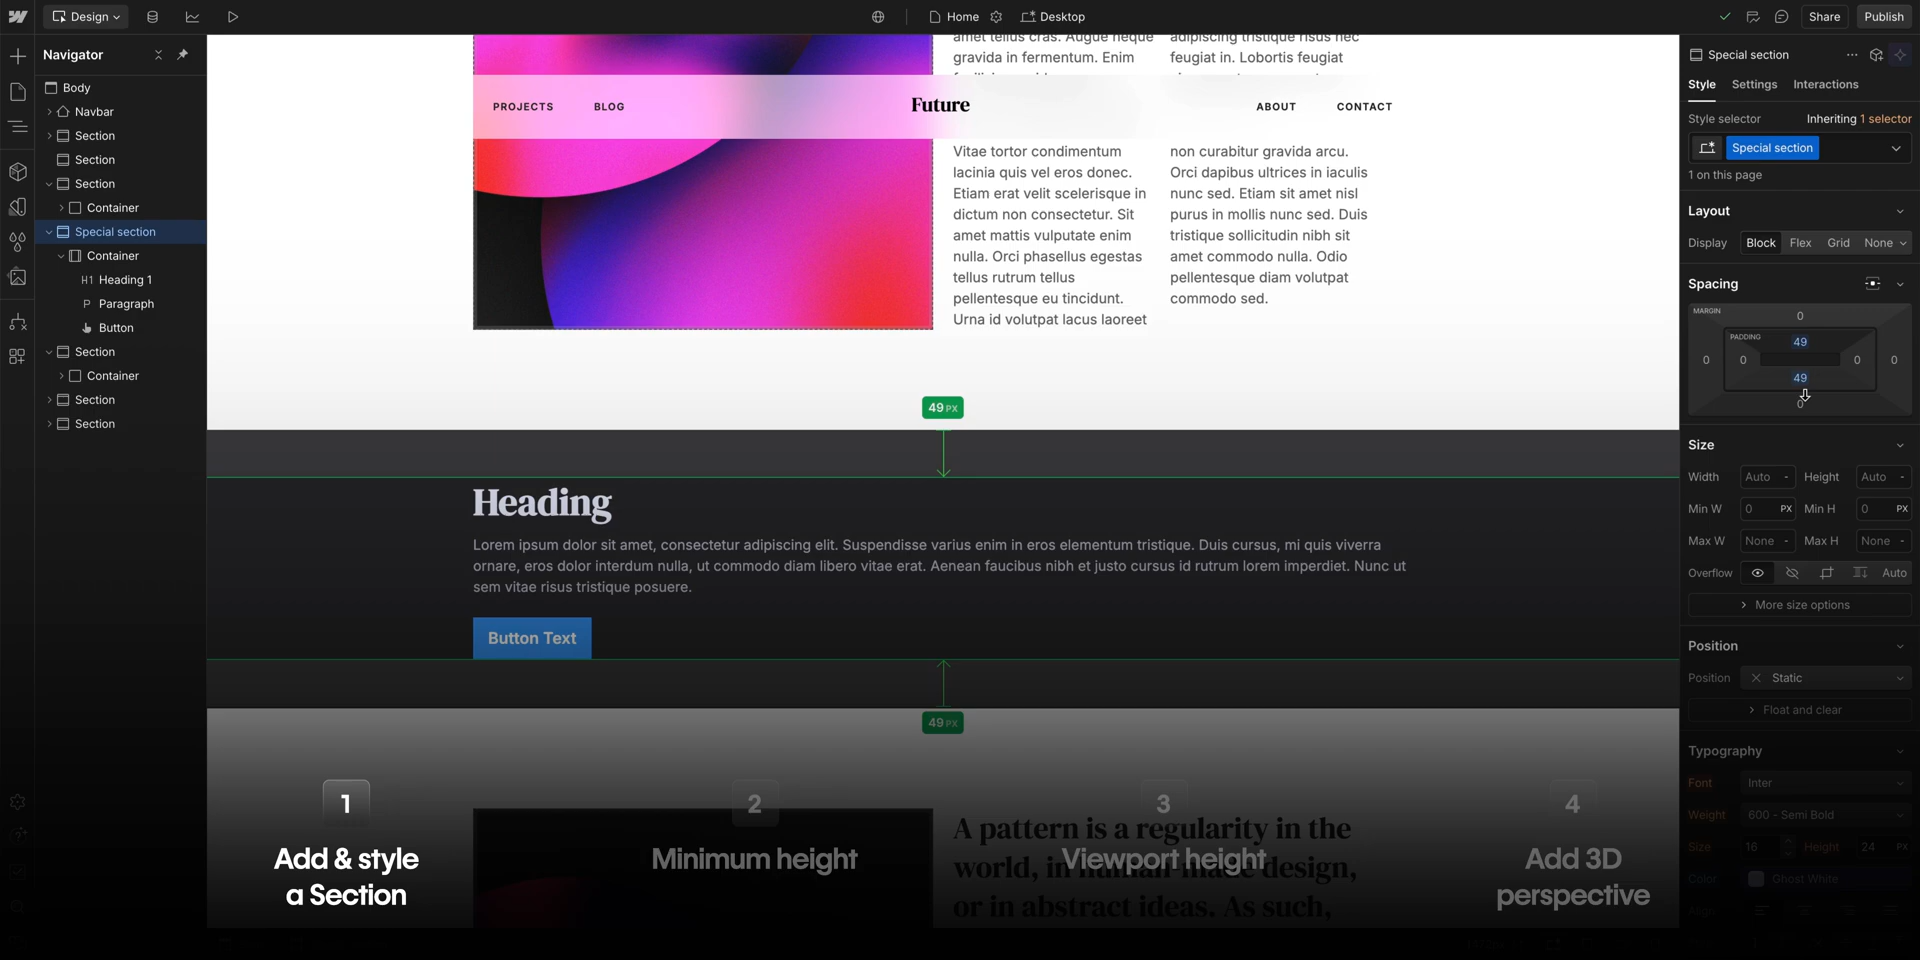 Design
Home
Desktop
Share
Publish
Navigator
Body
Navbar
Section
Section
Section
Container
Special section
Container
H1 Heading 1
P Paragraph
Button
Section
Container
Section
Section
amet tellus cras. Augue neque
gravida in fermentum. Enim
adipiscing tristique risus nec
feugiat in. Lobortis feugiat
PROJECTS
BLOG
Future
ABOUT
CONTACT
Vitae tortor condimentum
lacinia quis vel eros donec.
Etiam erat velit scelerisque in
dictum non consectetur. Sit
amet mattis vulputate enim
nulla. Orci phasellus egestas
tellus rutrum tellus
pellentesque eu tincidunt.
Urna id volutpat lacus laoreet
non curabitur gravida arcu.
Orci dapibus ultrices in iaculis
nunc sed. Etiam sit amet nisl
purus in mollis nunc sed. Duis
tristique sollicitudin nibh sit
amet commodo nulla. Odio
pellentesque diam volutpat
commodo sed.
49 PX
Heading
Lorem ipsum dolor sit amet, consectetur adipiscing elit. Suspendisse varius enim in eros elementum tristique. Duis cursus, mi quis viverra
ornare, eros dolor interdum nulla, ut commodo diam libero vitae erat. Aenean faucibus nibh et justo cursus id rutrum lorem imperdiet. Nunc ut
sem vitae risus tristique posuere.
Button Text
49 PX
A pattern is a regularity in the
world, in human-made design,
or in abstract ideas. As such,
1
Add & style
a Section
2
Minimum height
3
Viewport height
4
Add 3D
perspective
Special section
Style
Settings
Interactions
Style selector
Inheriting 1 selector
Special section
1 on this page
Layout
Display
Block
Flex
Grid
None
Spacing
MARGIN
0
PADDING
49
0
0
0
0
49
0
Size
Width
Auto
-
Height
Auto
-
Min W
0
PX
Min H
0
PX
Max W
None
-
Max H
None
-
Overflow
Auto
More size options
Position
Position
Static
Float and clear
Typography
Font
Inter
Weight
600 - Semi Bold
Size
16
Height
24
PX
Color
Ghost White
Align